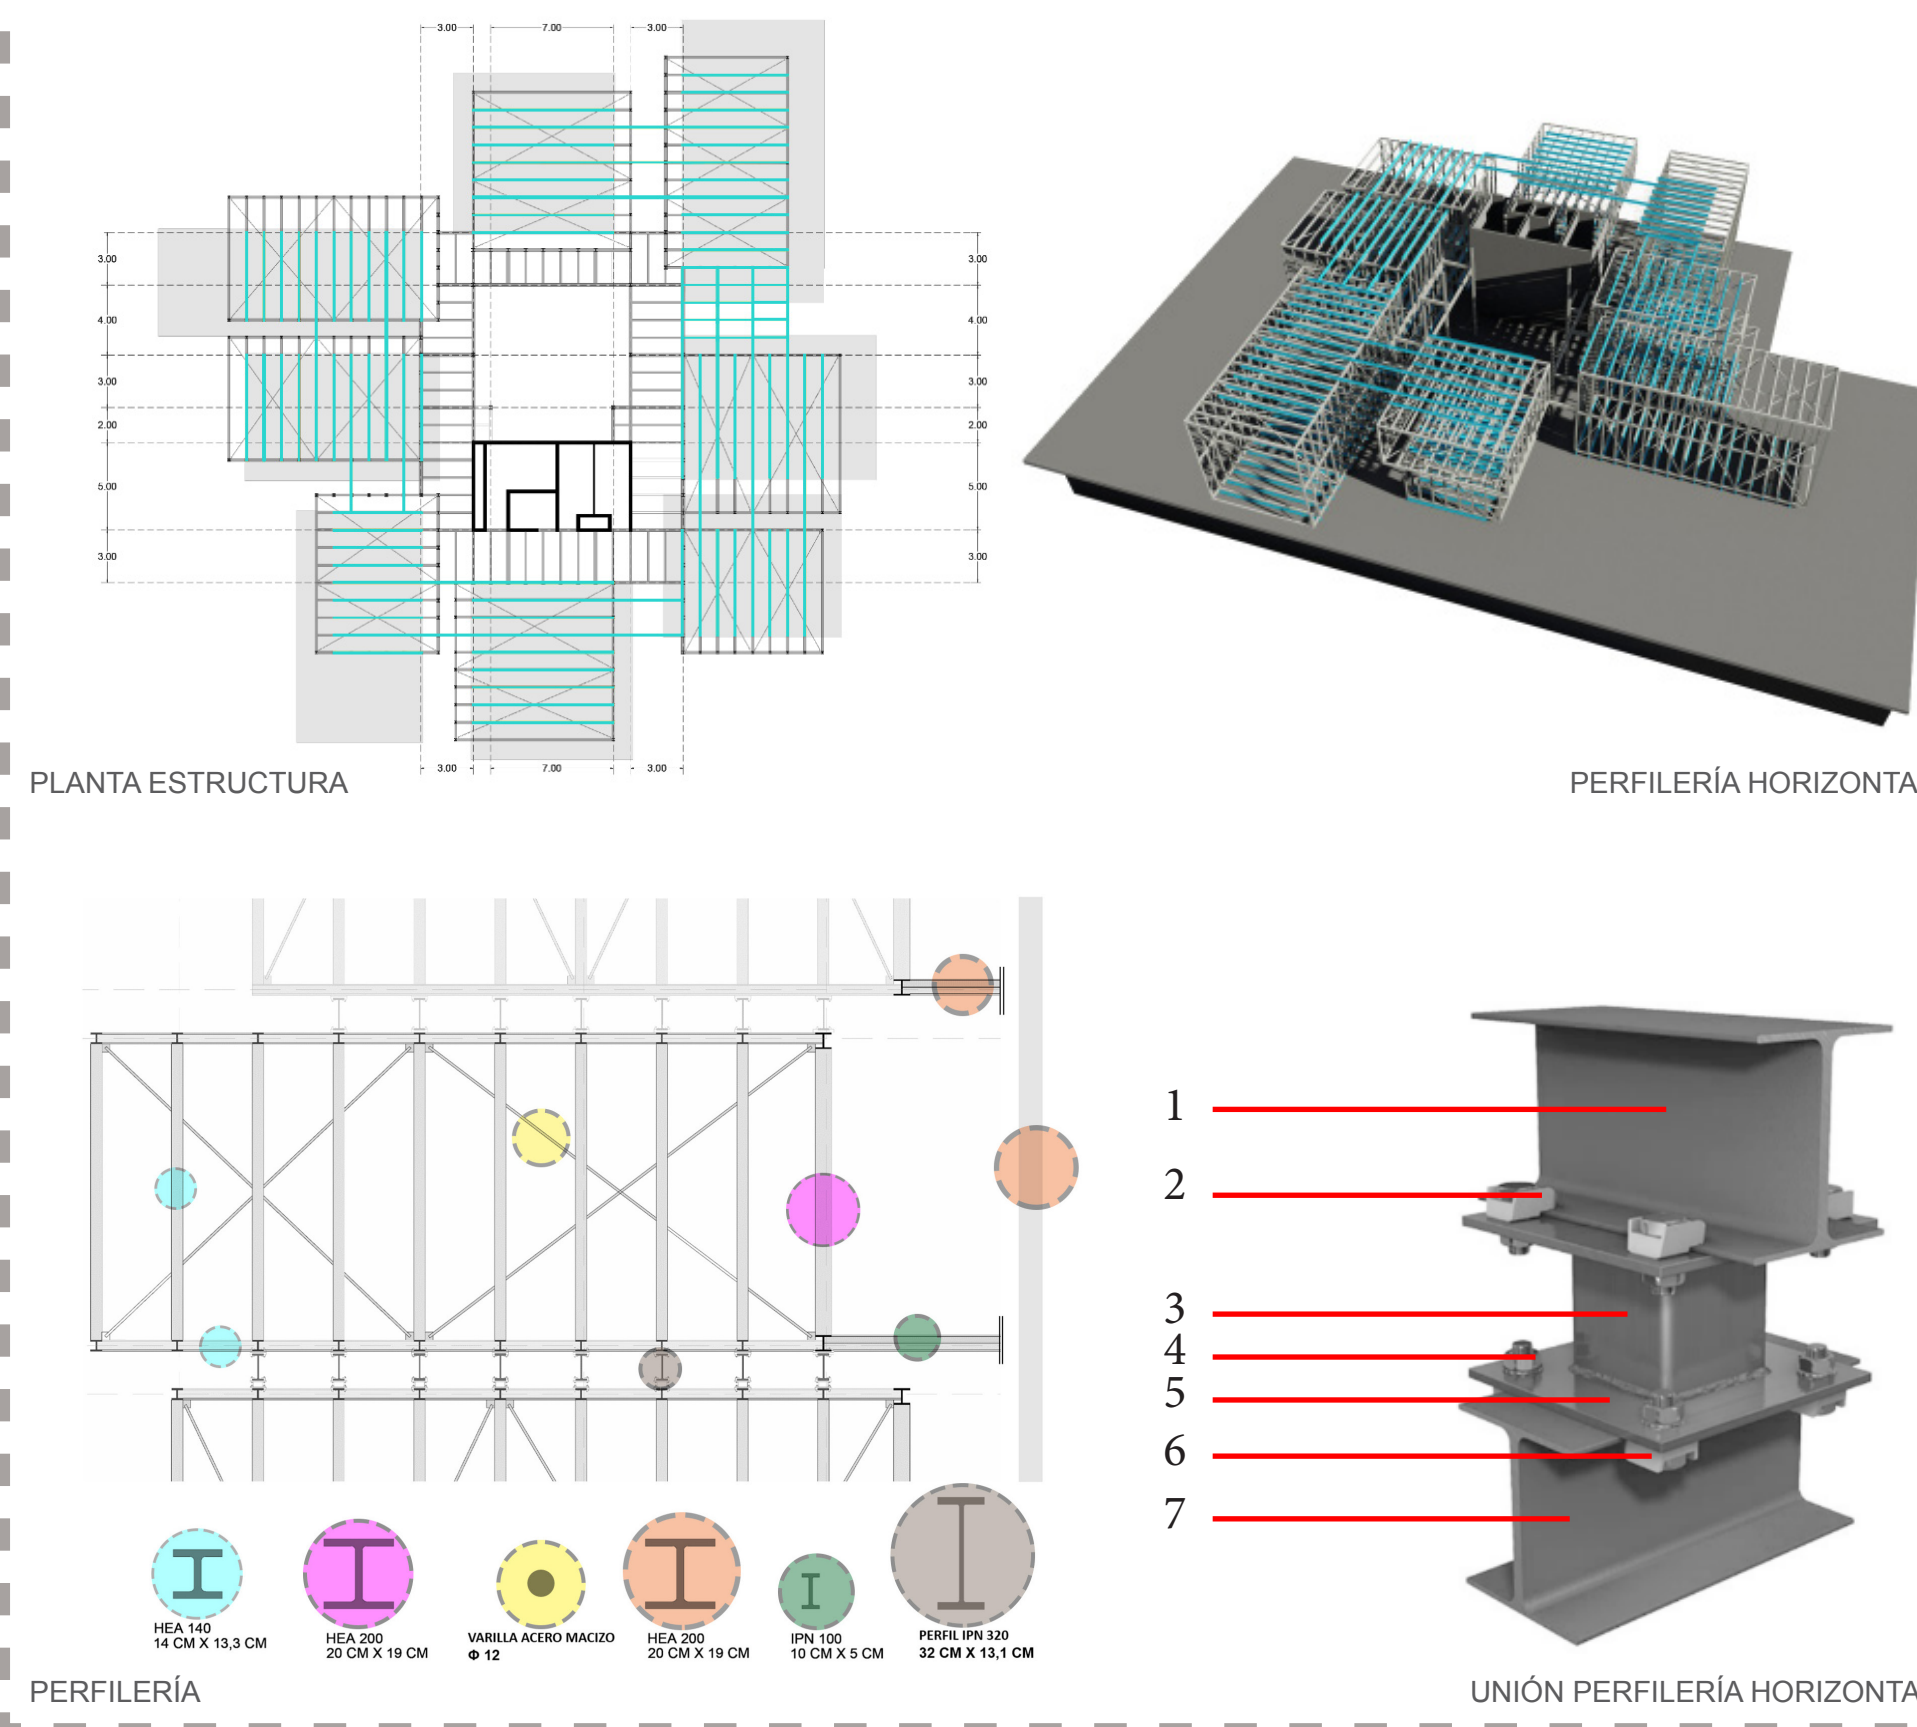 3.00 7.00 3.00
3.00 3.00
4.00 4.00
3.00 3.00
2.00 2.00
5.00 5.00
3.00 3.00
3.00 7.00 3.00
PLANTA ESTRUCTURA
PERFILERÍA HORIZONTA
HEA 140
14 CM X 13,3 CM
HEA 200
20 CM X 19 CM
VARILLA ACERO MACIZO
Φ 12
HEA 200
20 CM X 19 CM
IPN 100
10 CM X 5 CM
PERFIL IPN 320
32 CM X 13,1 CM
PERFILERÍA
1
2
3
4
5
6
7
UNIÓN PERFILERÍA HORIZONTA